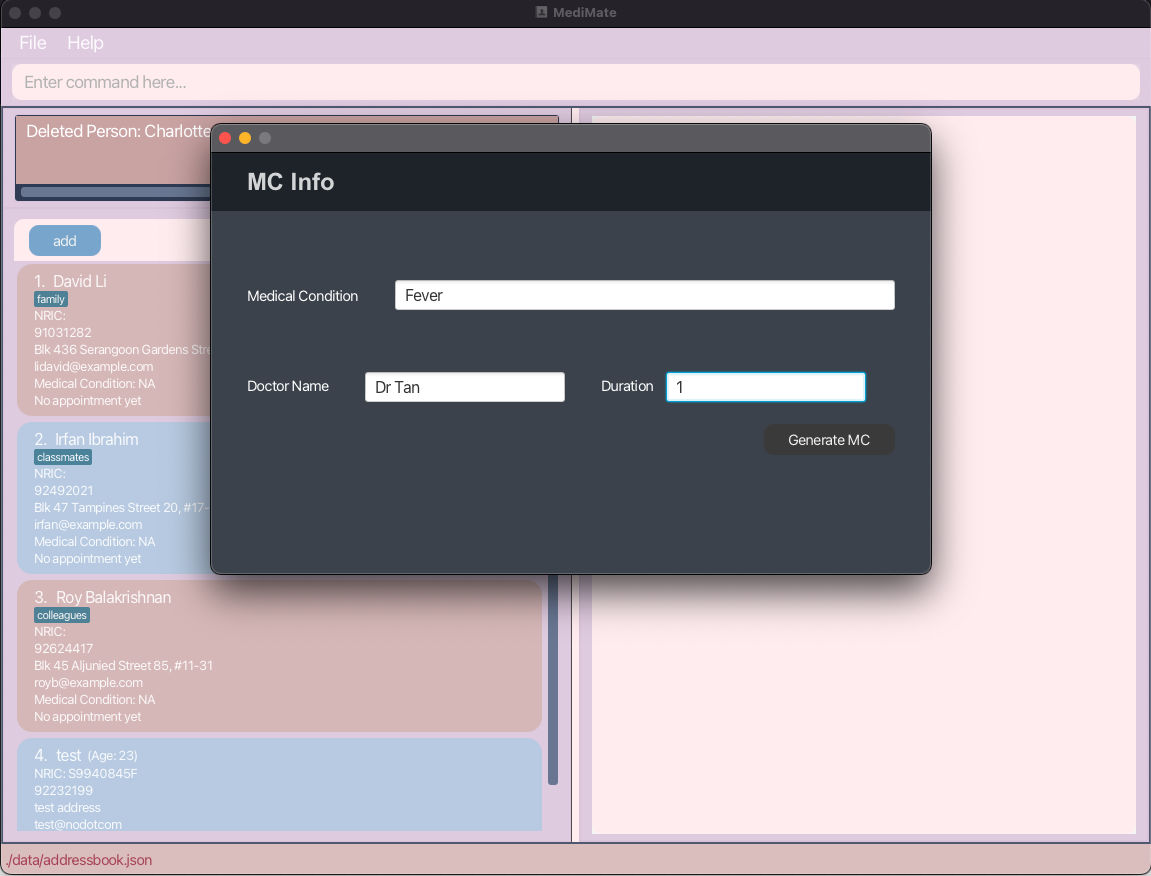 MediMate
File Help
Enter command here...
Deleted Person: Charlotte
MC Info
Medical Condition Fever
Doctor Name Dr Tan Duration 1
Generate MC
add
1. David Li
family
NRIC:
91031282
Blk 436 Serangoon Gardens Stre
lidavid@example.com
Medical Condition: NA
No appointment yet
2. Irfan Ibrahim
classmates
NRIC:
92492021
Blk 47 Tampines Street 20, #17-
irfan@example.com
Medical Condition: NA
No appointment yet
3. Roy Balakrishnan
colleagues
NRIC:
92624417
Blk 45 Aljunied Street 85, #11-31
royb@example.com
Medical Condition: NA
No appointment yet
4. test (Age: 23)
NRIC: S9940845F
92232199
test address
test@nodotcom
./data/addressbook.json